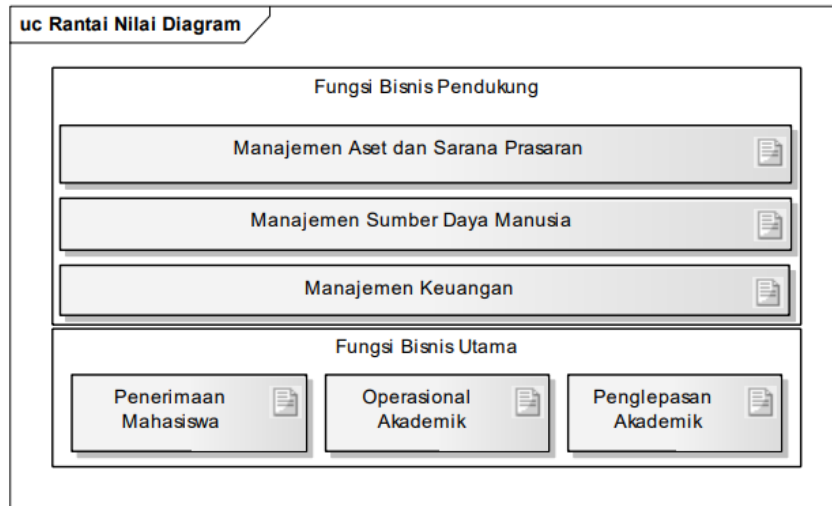 uc Rantai Nilai Diagram
Fungsi Bisnis Pendukung
Manajemen Aset dan Sarana Prasaran
Manajemen Sumber Daya Manusia
Manajemen Keuangan
Fungsi Bisnis Utama
Penerimaan
Mahasiswa
Operasional
Akademik
Penglepasan
Akademik